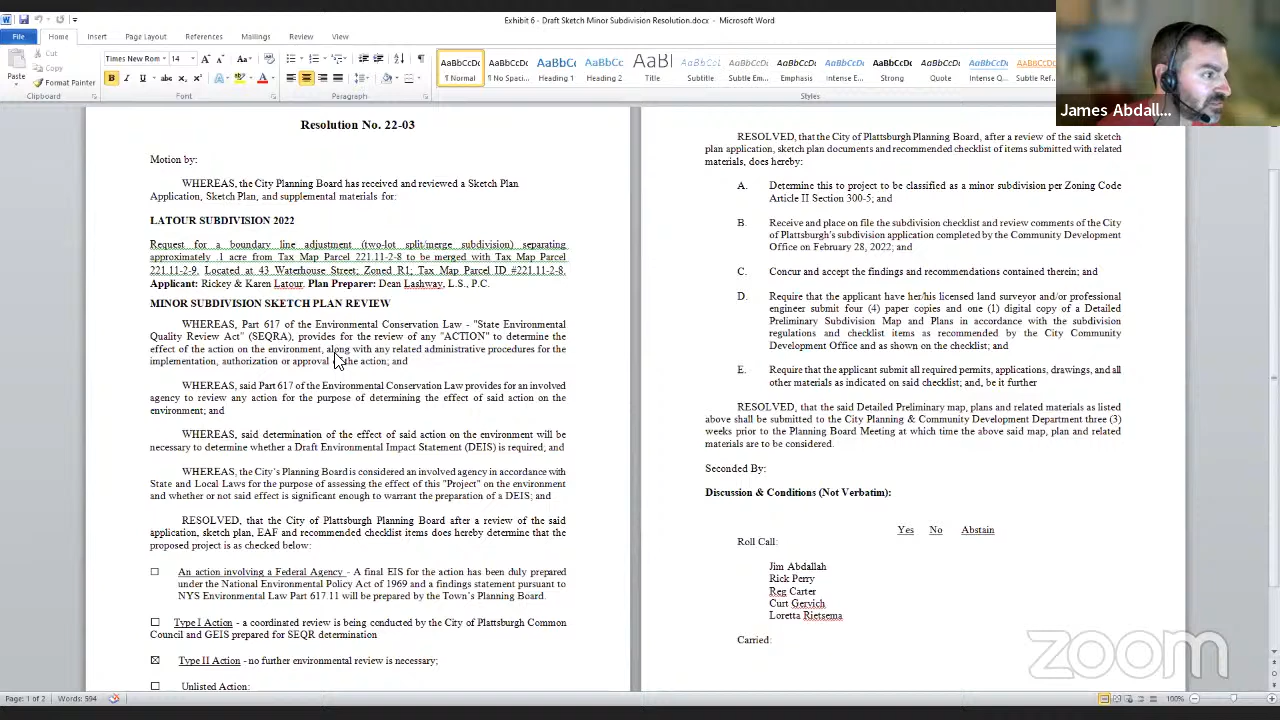 Exhibit 6 - Draft Sketch Minor Subdivision Resolution.docx - Microsoft Word
File Home Insert Page Layout References Mailings Review View
Cut
Copy
Format Painter
Paste
Times New Rom 14
AaBbCcDc AaBbCcDc AaBbCc AaBbCc AaBl AaBbCcL AaBbCcDc AaBbCcDc AaBbCcDc AaBbCcDc AaBbCcDc AaBbCcDc AaBbCcDc
¶ Normal ¶ No Spaci... Heading 1 Heading 2 Title Subtitle Subtle Em... Emphasis Intense E... Strong Quote Intense Q... Subtle Ref...
Clipboard Font Paragraph Styles
James Abdall...
Resolution No. 22-03
Motion by:
WHEREAS, the City Planning Board has received and reviewed a Sketch Plan
Application, Sketch Plan, and supplemental materials for:
LATOUR SUBDIVISION 2022
Request for a boundary line adjustment (two-lot split/merge subdivision) separating
approximately .1 acre from Tax Map Parcel 221.11-2-8 to be merged with Tax Map Parcel
221.11-2-9. Located at 43 Waterhouse Street; Zoned R1; Tax Map Parcel ID #221.11-2-8.
Applicant: Rickey & Karen Latour. Plan Preparer: Dean Lashway, L.S., P.C.
MINOR SUBDIVISION SKETCH PLAN REVIEW
WHEREAS, Part 617 of the Environmental Conservation Law - "State Environmental
Quality Review Act" (SEQRA), provides for the review of any "ACTION" to determine the
effect of the action on the environment, along with any related administrative procedures for the
implementation, authorization or approval of the action; and
WHEREAS, said Part 617 of the Environmental Conservation Law provides for an involved
agency to review any action for the purpose of determining the effect of said action on the
environment; and
WHEREAS, said determination of the effect of said action on the environment will be
necessary to determine whether a Draft Environmental Impact Statement (DEIS) is required, and
WHEREAS, the City's Planning Board is considered an involved agency in accordance with
State and Local Laws for the purpose of assessing the effect of this "Project" on the environment
and whether or not said effect is significant enough to warrant the preparation of a DEIS; and
RESOLVED, that the City of Plattsburgh Planning Board after a review of the said
application, sketch plan, EAF and recommended checklist items does hereby determine that the
proposed project is as checked below:
☐ An action involving a Federal Agency - A final EIS for the action has been duly prepared
under the National Environmental Policy Act of 1969 and a findings statement pursuant to
NYS Environmental Law Part 617.11 will be prepared by the Town's Planning Board.
☐ Type I Action - a coordinated review is being conducted by the City of Plattsburgh Common
Council and GEIS prepared for SEQR determination
☒ Type II Action - no further environmental review is necessary;
☐ Unlisted Action:
RESOLVED, that the City of Plattsburgh Planning Board, after a review of the said sketch
plan application, sketch plan documents and recommended checklist of items submitted with related
materials, does hereby:
A. Determine this to project to be classified as a minor subdivision per Zoning Code
Article II Section 300-5; and
B. Receive and place on file the subdivision checklist and review comments of the City
of Plattsburgh's subdivision application completed by the Community Development
Office on February 28, 2022; and
C. Concur and accept the findings and recommendations contained therein; and
D. Require that the applicant have her/his licensed land surveyor and/or professional
engineer submit four (4) paper copies and one (1) digital copy of a Detailed
Preliminary Subdivision Map and Plans in accordance with the subdivision
regulations and checklist items as recommended by the City Community
Development Office and as shown on the checklist; and
E. Require that the applicant submit all required permits, applications, drawings, and all
other materials as indicated on said checklist; and, be it further
RESOLVED, that the said Detailed Preliminary map, plans and related materials as listed
above shall be submitted to the City Planning & Community Development Department three (3)
weeks prior to the Planning Board Meeting at which time the above said map, plan and related
materials are to be considered.
Seconded By:
Discussion & Conditions (Not Verbatim):
Yes No Abstain
Roll Call:
Jim Abdallah
Rick Perry
Reg Carter
Curt Gervich
Loretta Rietsema
Carried:
zoom
Page: 1 of 2 Words: 594 100%